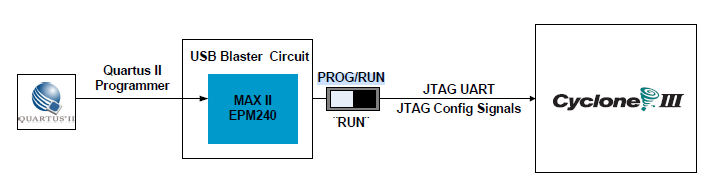 QUARTUS®II
Quartus II
Programmer
USB Blaster Circuit
MAX II
EPM240
PROG/RUN
¨RUN¨
JTAG UART
JTAG Config Signals
Cyclone III